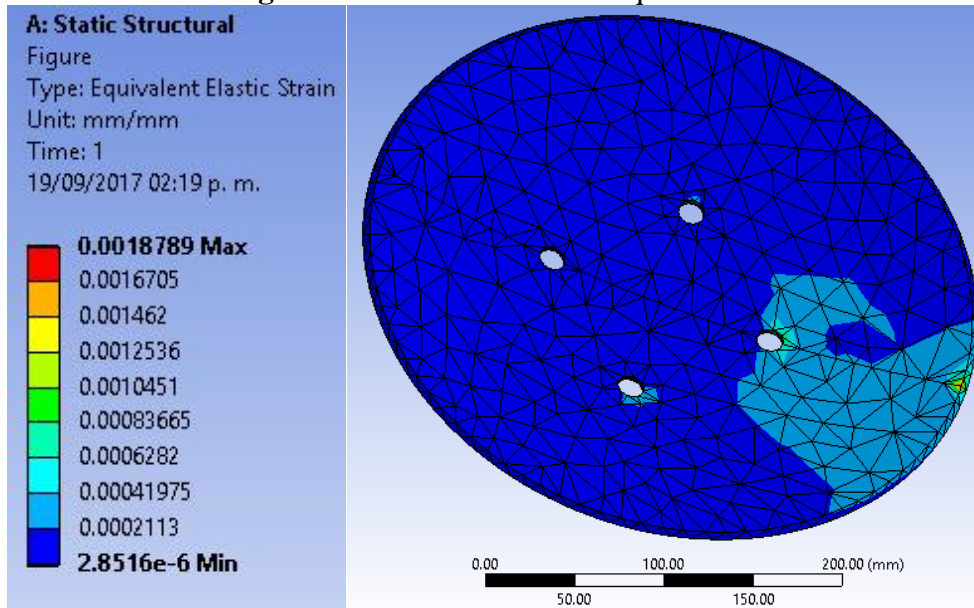 A: Static Structural
Figure
Type: Equivalent Elastic Strain
Unit: mm/mm
Time: 1
19/09/2017 02:19 p. m.
0.0018789 Max
0.0016705
0.001462
0.0012536
0.0010451
0.00083665
0.0006282
0.00041975
0.0002113
2.8516e-6 Min
0.00 100.00 200.00 (mm)
50.00 150.00